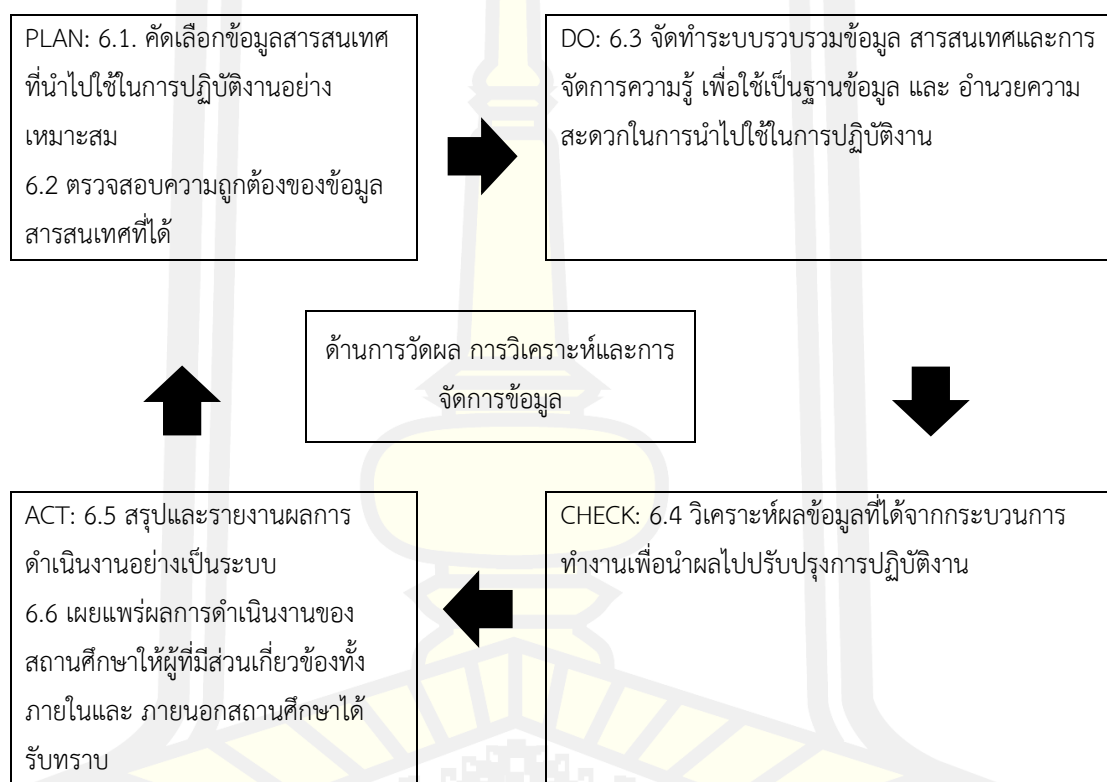 PLAN: 6.1. คัดเลือกข้อมูลสารสนเทศ
ที่นำไปใช้ในการปฏิบัติงานอย่าง
เหมาะสม
6.2 ตรวจสอบความถูกต้องของข้อมูล
สารสนเทศที่ได้
DO: 6.3 จัดทำระบบรวบรวมข้อมูล สารสนเทศและการ
จัดการความรู้ เพื่อใช้เป็นฐานข้อมูล และ อำนวยความ
สะดวกในการนำไปใช้ในการปฏิบัติงาน
ด้านการวัดผล การวิเคราะห์และการ
จัดการข้อมูล
ACT: 6.5 สรุปและรายงานผลการ
ดำเนินงานอย่างเป็นระบบ
6.6 เผยแพร่ผลการดำเนินงานของ
สถานศึกษาให้ผู้ที่มีส่วนเกี่ยวข้องทั้ง
ภายในและ ภายนอกสถานศึกษาได้
รับทราบ
CHECK: 6.4 วิเคราะห์ผลข้อมูลที่ได้จากกระบวนการ
ทำงานเพื่อนำผลไปปรับปรุงการปฏิบัติงาน